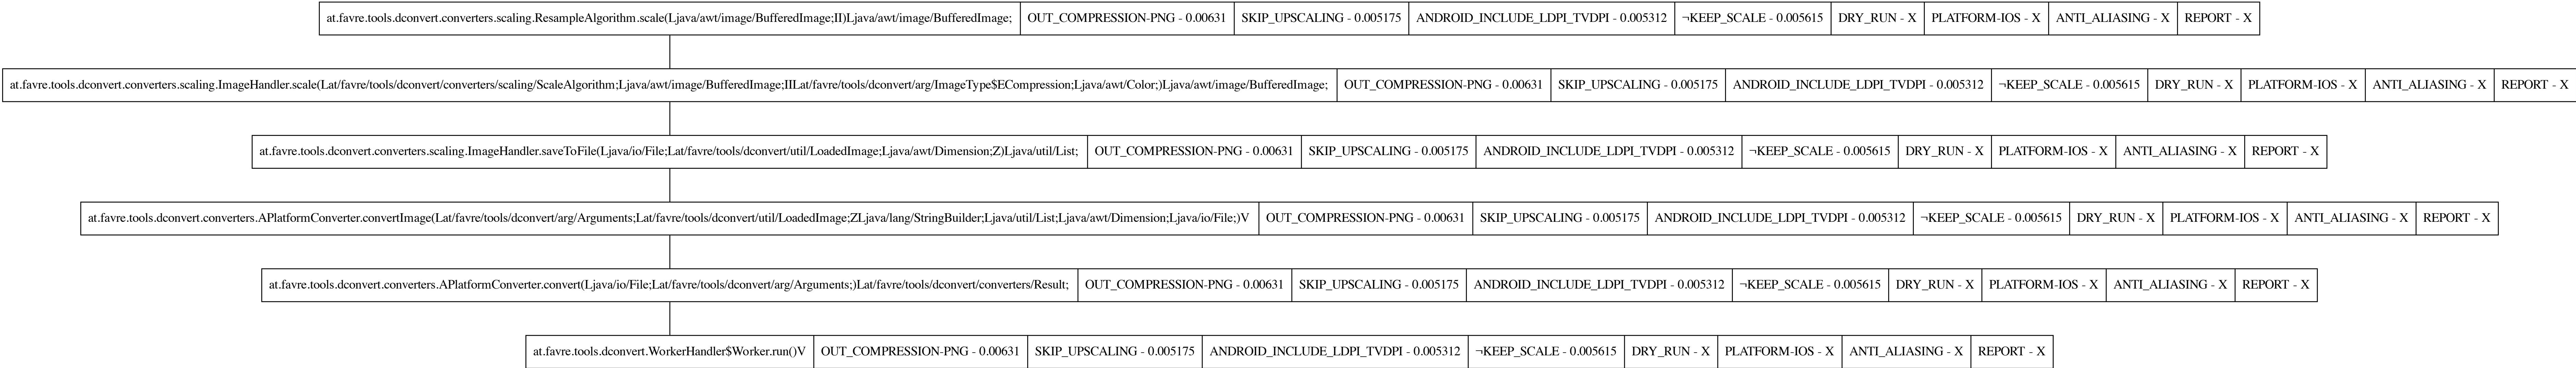 at.favre.tools.dconvert.converters.scaling.ResampleAlgorithm.scale(Ljava/awt/image/BufferedImage;II)Ljava/awt/image/BufferedImage; OUT_COMPRESSION-PNG - 0.00631 SKIP_UPSCALING - 0.005175 ANDROID_INCLUDE_LDPI_TVDPI - 0.005312 ¬KEEP_SCALE - 0.005615 DRY_RUN - X PLATFORM-IOS - X ANTI_ALIASING - X REPORT - X
at.favre.tools.dconvert.converters.scaling.ImageHandler.scale(Lat/favre/tools/dconvert/converters/scaling/ScaleAlgorithm;Ljava/awt/image/BufferedImage;IILat/favre/tools/dconvert/arg/ImageType$ECompression;Ljava/awt/Color;)Ljava/awt/image/BufferedImage; OUT_COMPRESSION-PNG - 0.00631 SKIP_UPSCALING - 0.005175 ANDROID_INCLUDE_LDPI_TVDPI - 0.005312 ¬KEEP_SCALE - 0.005615 DRY_RUN - X PLATFORM-IOS - X ANTI_ALIASING - X REPORT - X
at.favre.tools.dconvert.converters.scaling.ImageHandler.saveToFile(Ljava/io/File;Lat/favre/tools/dconvert/util/LoadedImage;Ljava/awt/Dimension;Z)Ljava/util/List; OUT_COMPRESSION-PNG - 0.00631 SKIP_UPSCALING - 0.005175 ANDROID_INCLUDE_LDPI_TVDPI - 0.005312 ¬KEEP_SCALE - 0.005615 DRY_RUN - X PLATFORM-IOS - X ANTI_ALIASING - X REPORT - X
at.favre.tools.dconvert.converters.APlatformConverter.convertImage(Lat/favre/tools/dconvert/arg/Arguments;Lat/favre/tools/dconvert/util/LoadedImage;ZLjava/lang/StringBuilder;Ljava/util/List;Ljava/awt/Dimension;Ljava/io/File;)V OUT_COMPRESSION-PNG - 0.00631 SKIP_UPSCALING - 0.005175 ANDROID_INCLUDE_LDPI_TVDPI - 0.005312 ¬KEEP_SCALE - 0.005615 DRY_RUN - X PLATFORM-IOS - X ANTI_ALIASING - X REPORT - X
at.favre.tools.dconvert.converters.APlatformConverter.convert(Ljava/io/File;Lat/favre/tools/dconvert/arg/Arguments;)Lat/favre/tools/dconvert/converters/Result; OUT_COMPRESSION-PNG - 0.00631 SKIP_UPSCALING - 0.005175 ANDROID_INCLUDE_LDPI_TVDPI - 0.005312 ¬KEEP_SCALE - 0.005615 DRY_RUN - X PLATFORM-IOS - X ANTI_ALIASING - X REPORT - X
at.favre.tools.dconvert.WorkerHandler$Worker.run()V OUT_COMPRESSION-PNG - 0.00631 SKIP_UPSCALING - 0.005175 ANDROID_INCLUDE_LDPI_TVDPI - 0.005312 ¬KEEP_SCALE - 0.005615 DRY_RUN - X PLATFORM-IOS - X ANTI_ALIASING - X REPORT - X